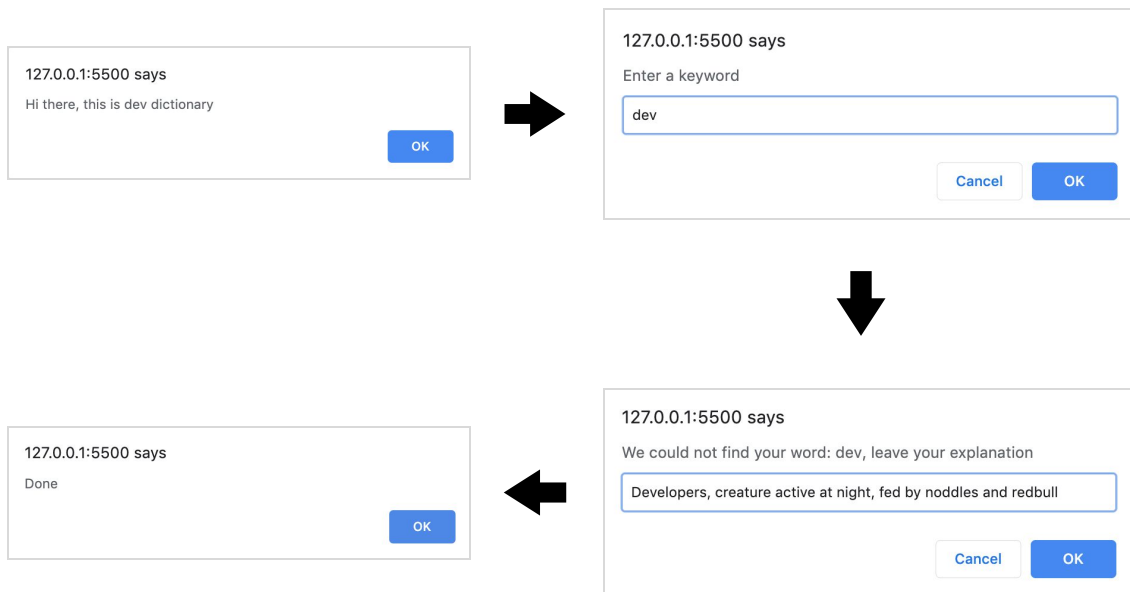 127.0.0.1:5500 says
Hi there, this is dev dictionary
OK
127.0.0.1:5500 says
Enter a keyword
dev
Cancel
OK
127.0.0.1:5500 says
We could not find your word: dev, leave your explanation
Developers, creature active at night, fed by noddles and redbull
Cancel
OK
127.0.0.1:5500 says
Done
OK